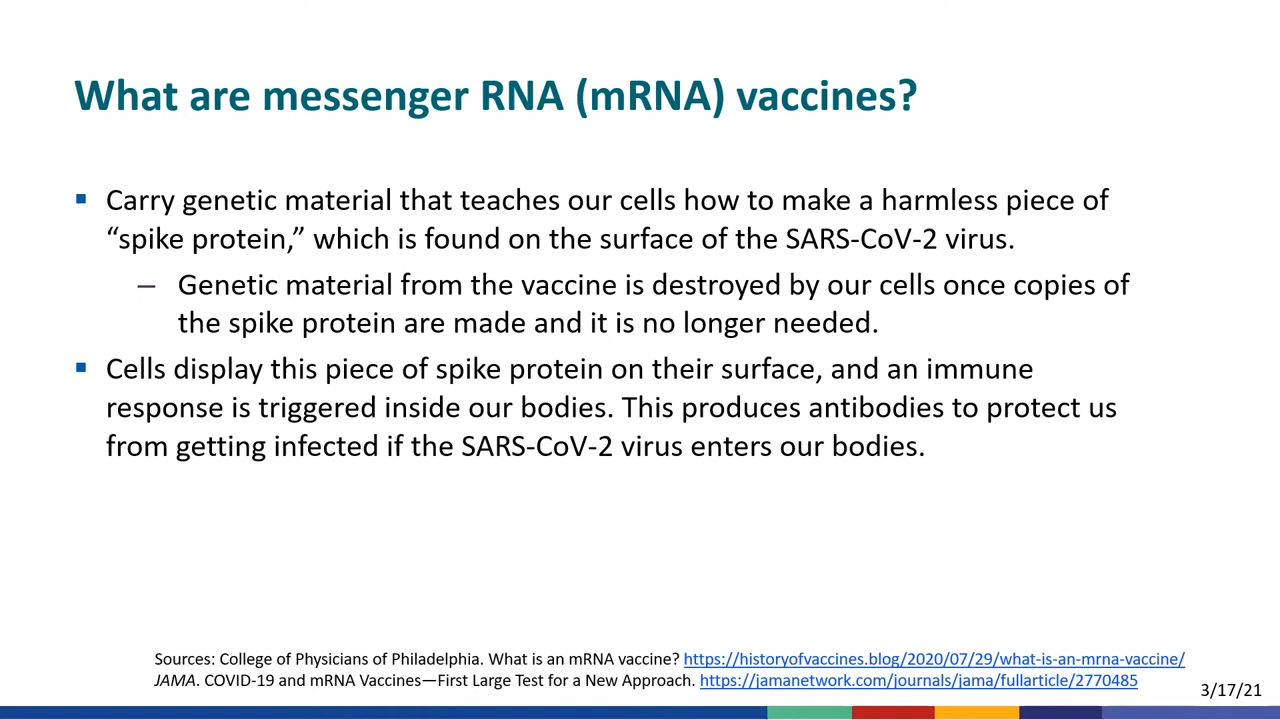 What are messenger RNA (mRNA) vaccines?
▪ Carry genetic material that teaches our cells how to make a harmless piece of
“spike protein,” which is found on the surface of the SARS-CoV-2 virus.
– Genetic material from the vaccine is destroyed by our cells once copies of
the spike protein are made and it is no longer needed.
▪ Cells display this piece of spike protein on their surface, and an immune
response is triggered inside our bodies. This produces antibodies to protect us
from getting infected if the SARS-CoV-2 virus enters our bodies.
Sources: College of Physicians of Philadelphia. What is an mRNA vaccine? https://historyofvaccines.blog/2020/07/29/what-is-an-mrna-vaccine/
JAMA. COVID-19 and mRNA Vaccines—First Large Test for a New Approach. https://jamanetwork.com/journals/jama/fullarticle/2770485
3/17/21